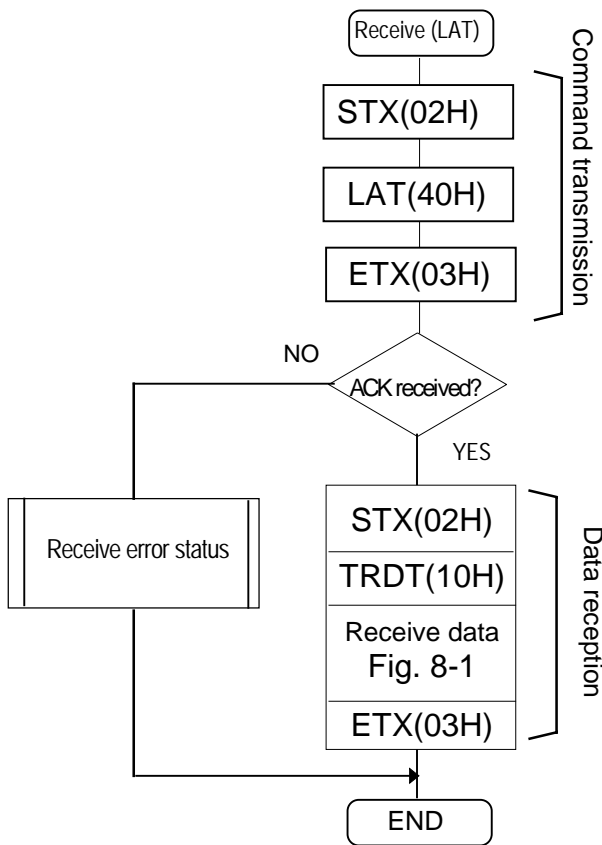 Receive (LAT)
STX(02H)
LAT(40H)
ETX(03H)
Command transmission
NO
ACK received?
YES
Receive error status
STX(02H)
TRDT(10H)
Receive data
Fig. 8-1
ETX(03H)
Data reception
END